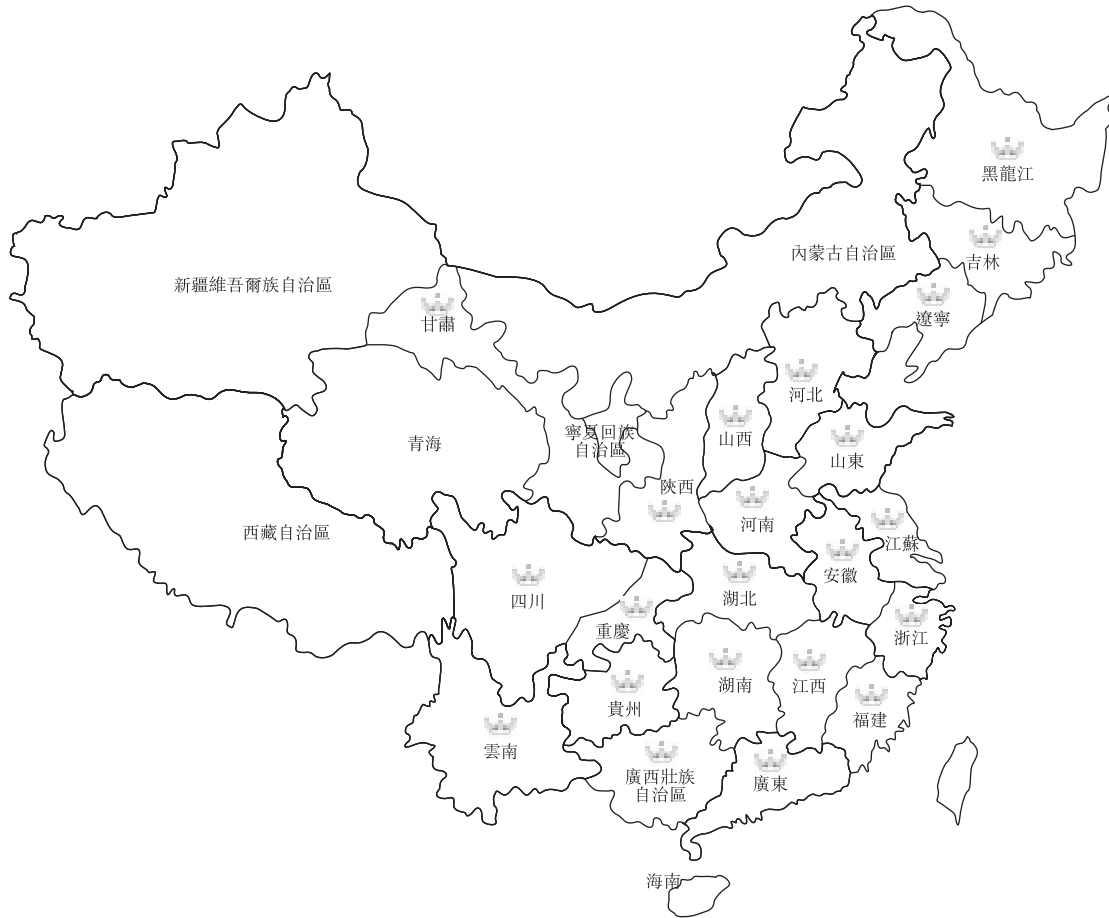 黑龍江
內蒙古自治區
吉林
新疆維吾爾族自治區
甘肅
遼寧
河北
青海
寧夏回族
自治區
山西
山東
陝西
河南
西藏自治區
江蘇
安徽
四川
湖北
重慶
浙江
湖南
江西
貴州
福建
雲南
廣西壯族
自治區
廣東
海南